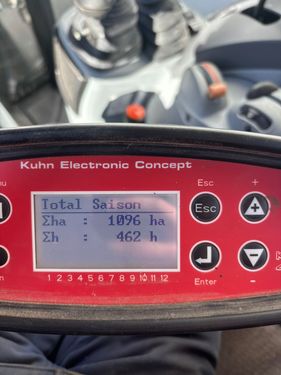 Kuhn Electronic Concept
Esc
+
Total Saison
Esc
Σha : 1096 ha
Σh : 462 h
1 2 3 4 5 6 7 8 9 10 11 12
Enter
-